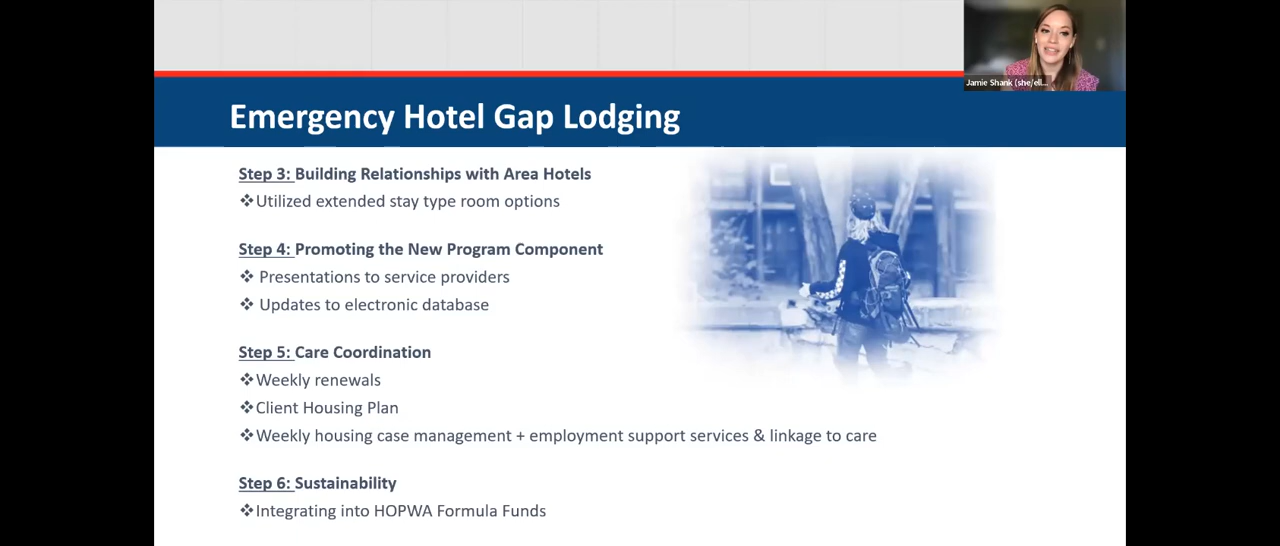 Jamie Shank (she/ell...
Emergency Hotel Gap Lodging
Step 3: Building Relationships with Area Hotels
❖Utilized extended stay type room options
Step 4: Promoting the New Program Component
❖ Presentations to service providers
❖ Updates to electronic database
Step 5: Care Coordination
❖Weekly renewals
❖Client Housing Plan
❖Weekly housing case management + employment support services & linkage to care
Step 6: Sustainability
❖Integrating into HOPWA Formula Funds